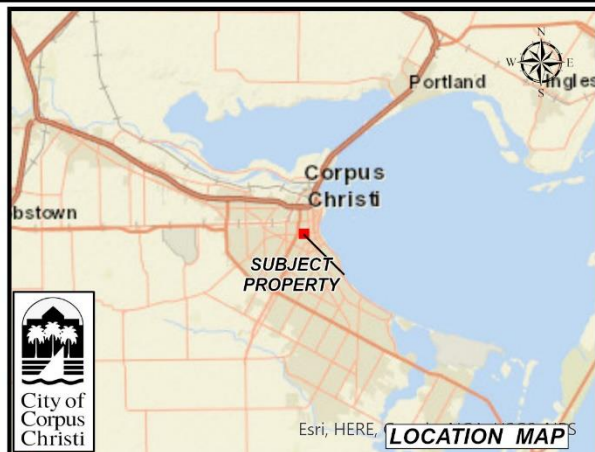 N
W E
S
Portland
Ingles
Corpus
Christi
bstown
SUBJECT
PROPERTY
City of
Corpus
Christi
Esri, HERE,
LOCATION MAP